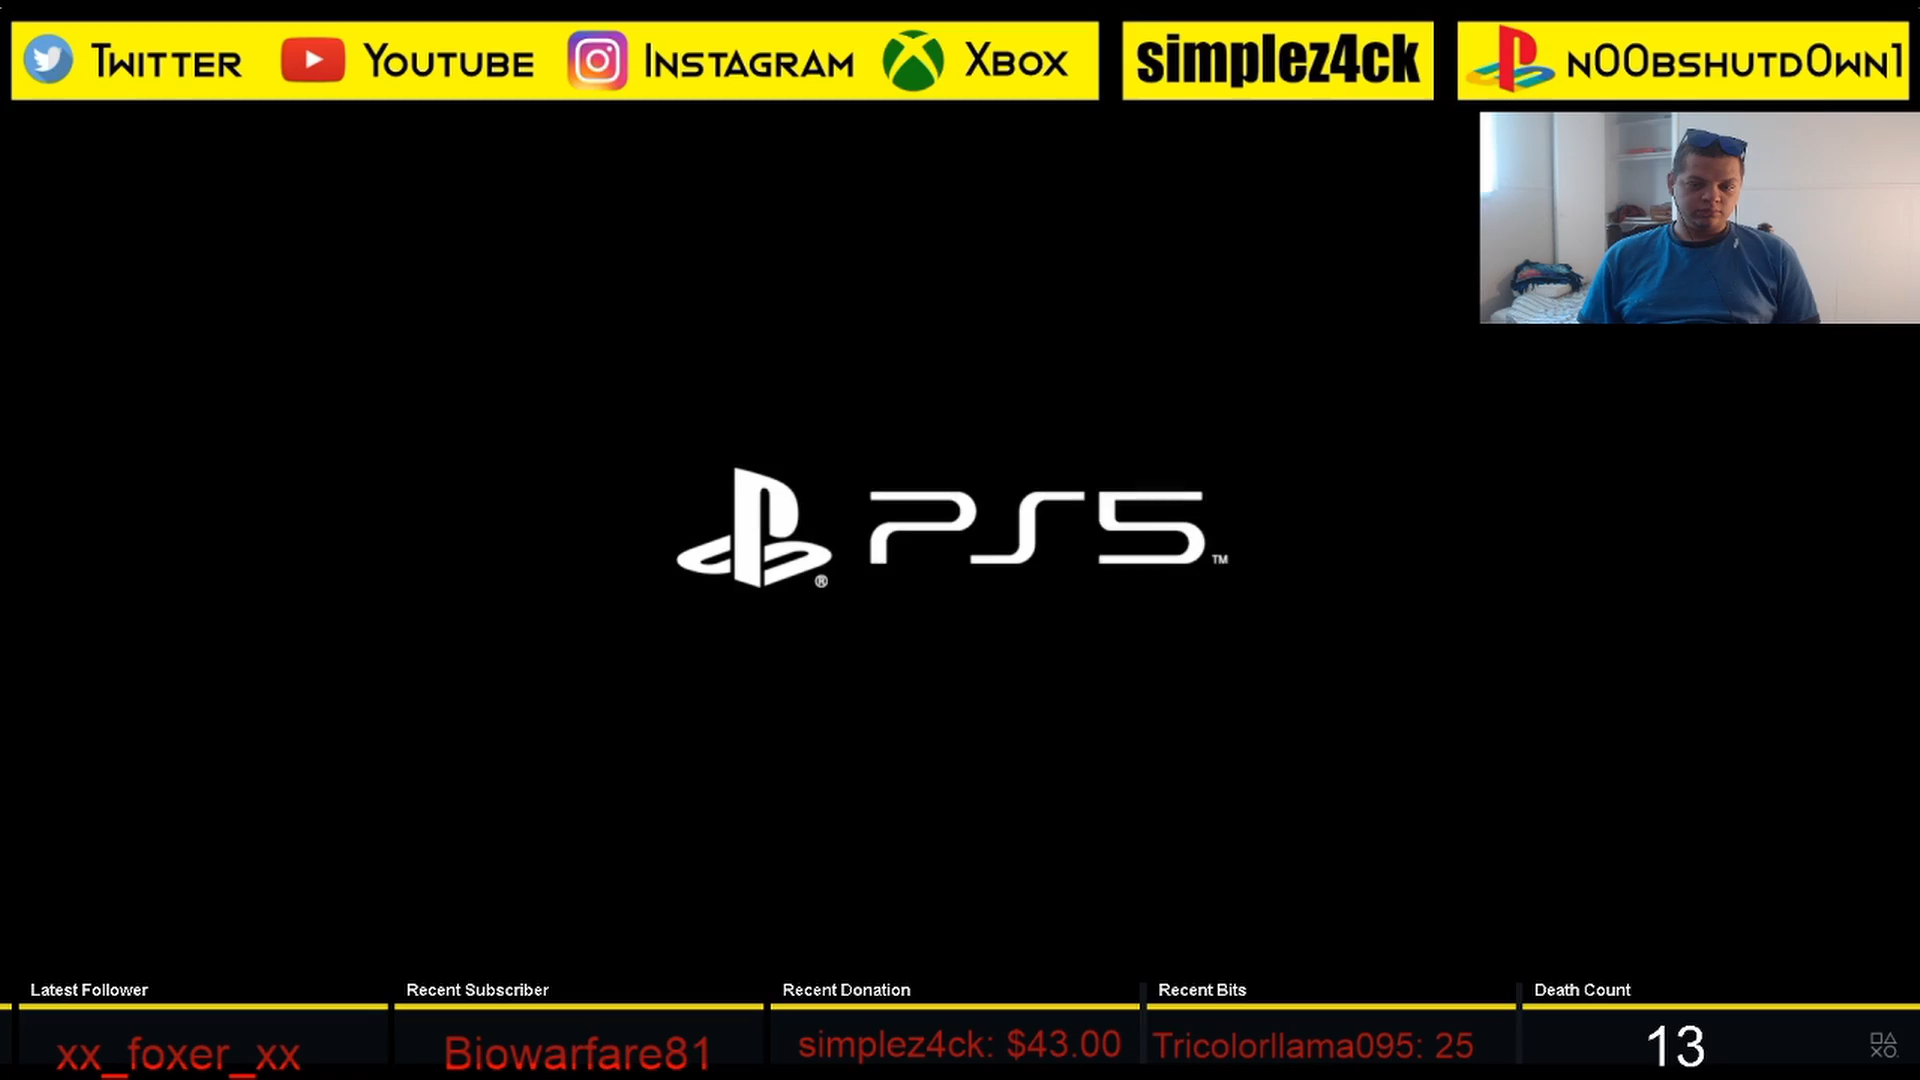 Twitter Youtube Instagram Xbox simplez4ck n00bshutd0wn1
PS5™
®
Latest Follower Recent Subscriber Recent Donation Recent Bits Death Count
xx_foxer_xx Biowarfare81 simplez4ck: $43.00 Tricolorllama095: 25 13